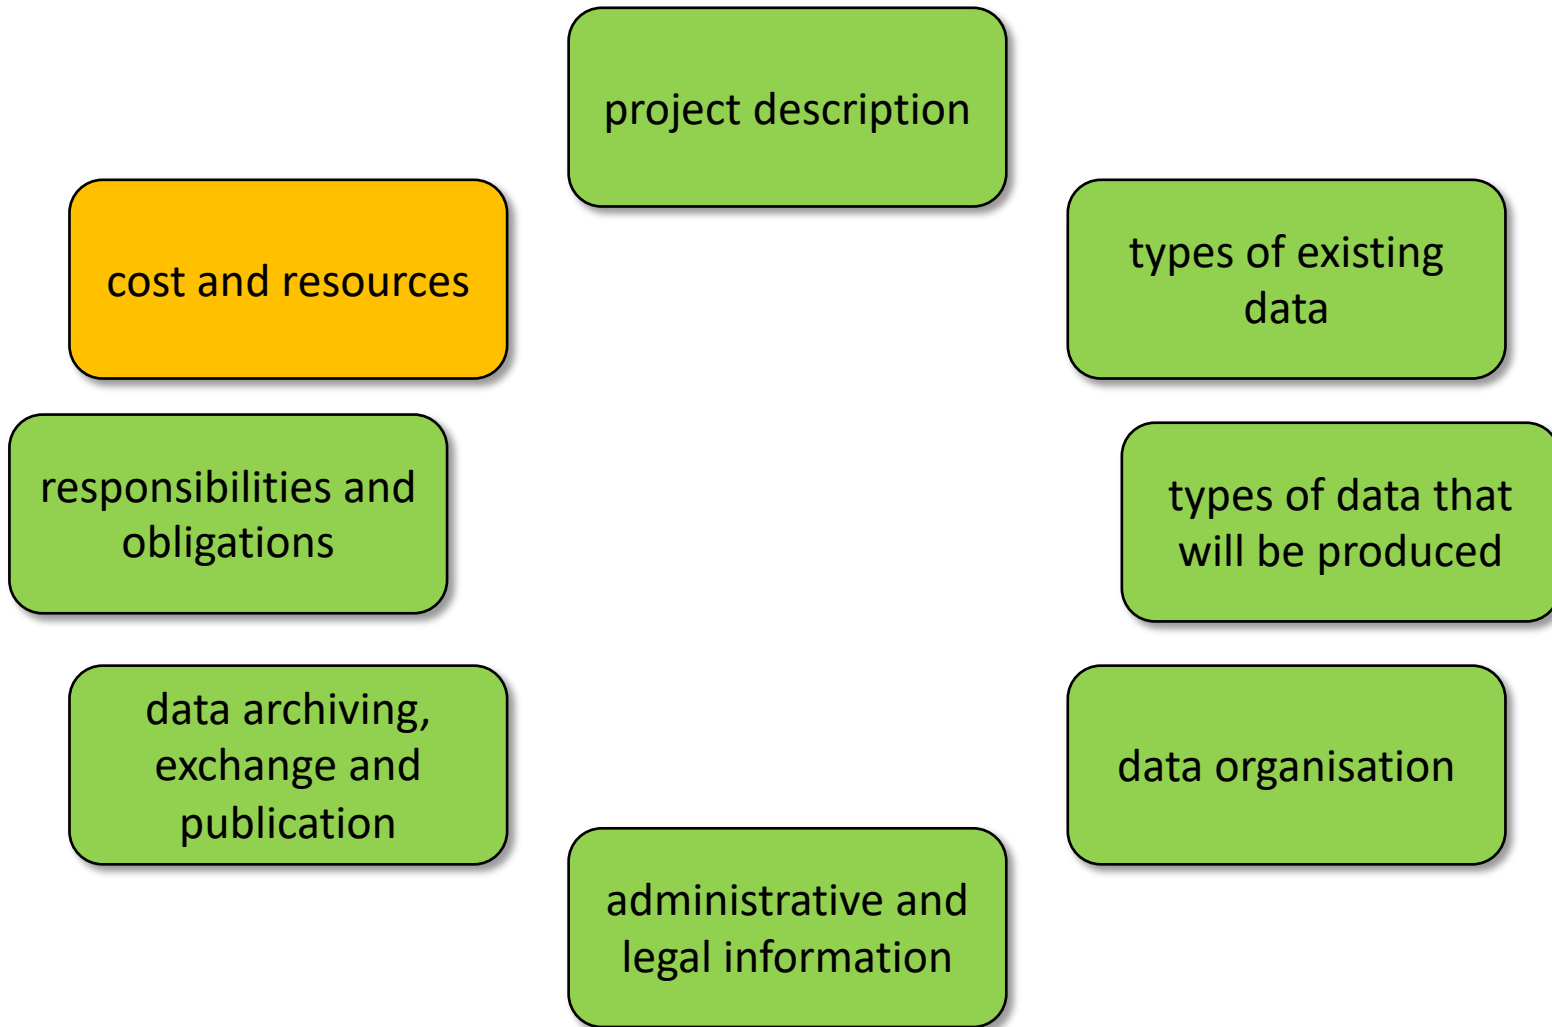 project description
cost and resources
types of existing
data
responsibilities and
obligations
types of data that
will be produced
data archiving,
exchange and
publication
data organisation
administrative and
legal information